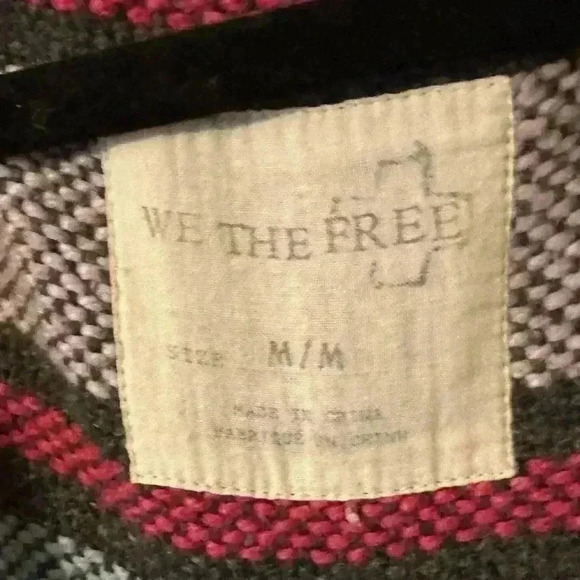 WE THE FREE
SIZE M/M
MADE IN CHINA
FABRIQUÉ EN CHINE